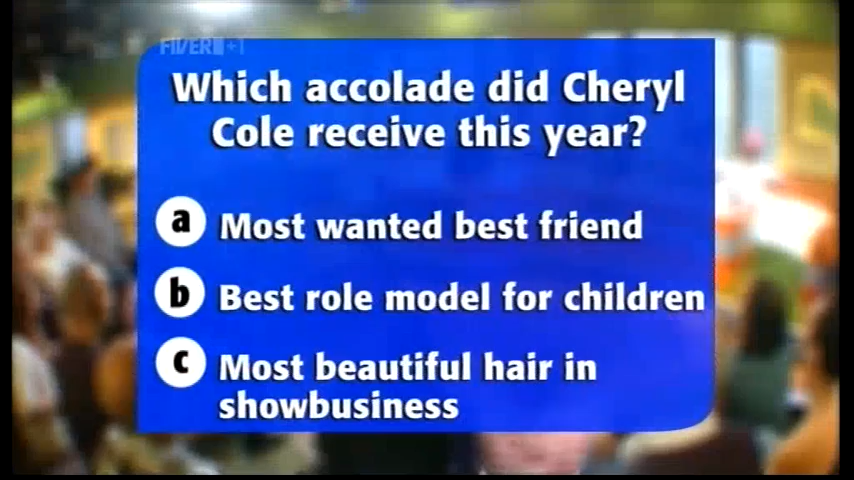 FIVER +1
Which accolade did Cheryl
Cole receive this year?
a Most wanted best friend
b Best role model for children
c Most beautiful hair in
showbusiness